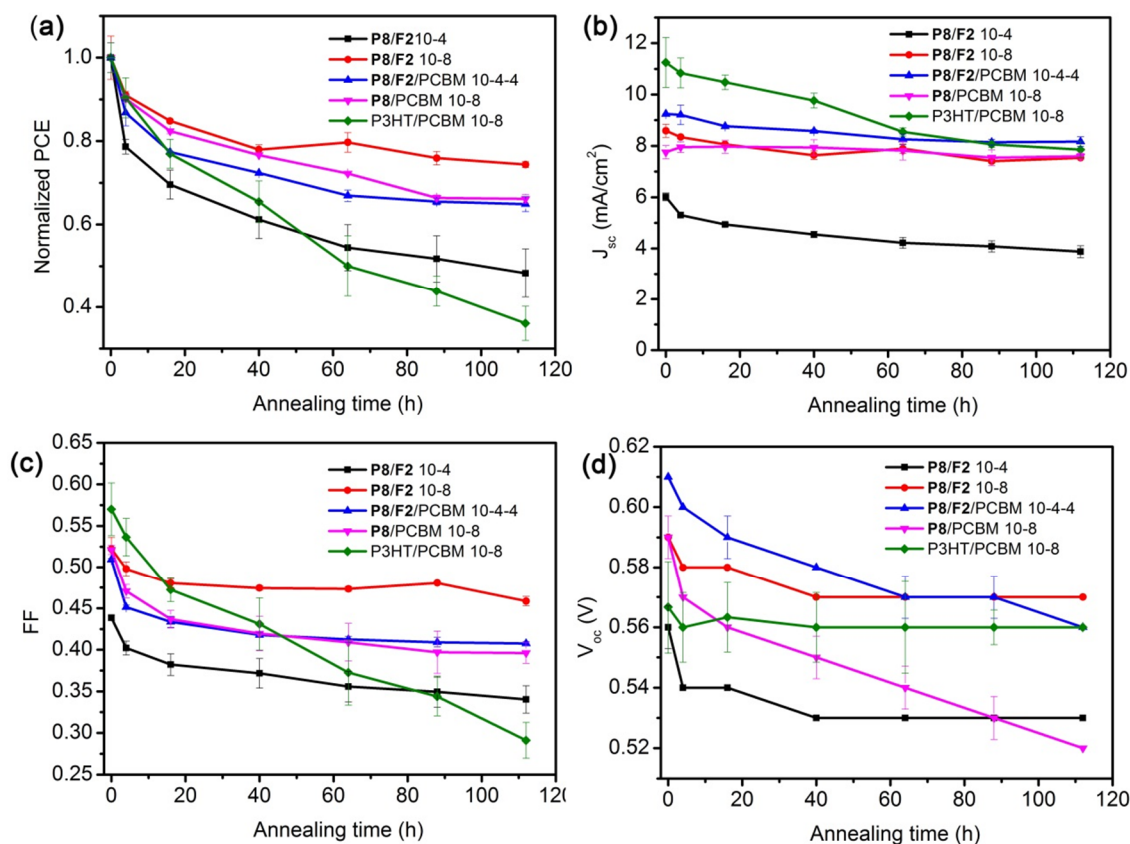 (a)
P8/F210-4
P8/F2 10-8
P8/F2/PCBM 10-4-4
P8/PCBM 10-8
P3HT/PCBM 10-8
Normalized PCE
1.0
0.8
0.6
0.4
0 20 40 60 80 100 120
Annealing time (h)
(b)
P8/F2 10-4
P8/F2 10-8
P8/F2/PCBM 10-4-4
P8/PCBM 10-8
P3HT/PCBM 10-8
Jsc (mA/cm²)
12
10
8
6
4
2
0
0 20 40 60 80 100 120
Annealing time (h)
(c)
P8/F2 10-4
P8/F2 10-8
P8/F2/PCBM 10-4-4
P8/PCBM 10-8
P3HT/PCBM 10-8
FF
0.65
0.60
0.55
0.50
0.45
0.40
0.35
0.30
0.25
0 20 40 60 80 100 120
Annealing time (h)
(d)
P8/F2 10-4
P8/F2 10-8
P8/F2/PCBM 10-4-4
P8/PCBM 10-8
P3HT/PCBM 10-8
Voc (V)
0.62
0.60
0.58
0.56
0.54
0.52
0 20 40 60 80 100 120
Annealing time (h)